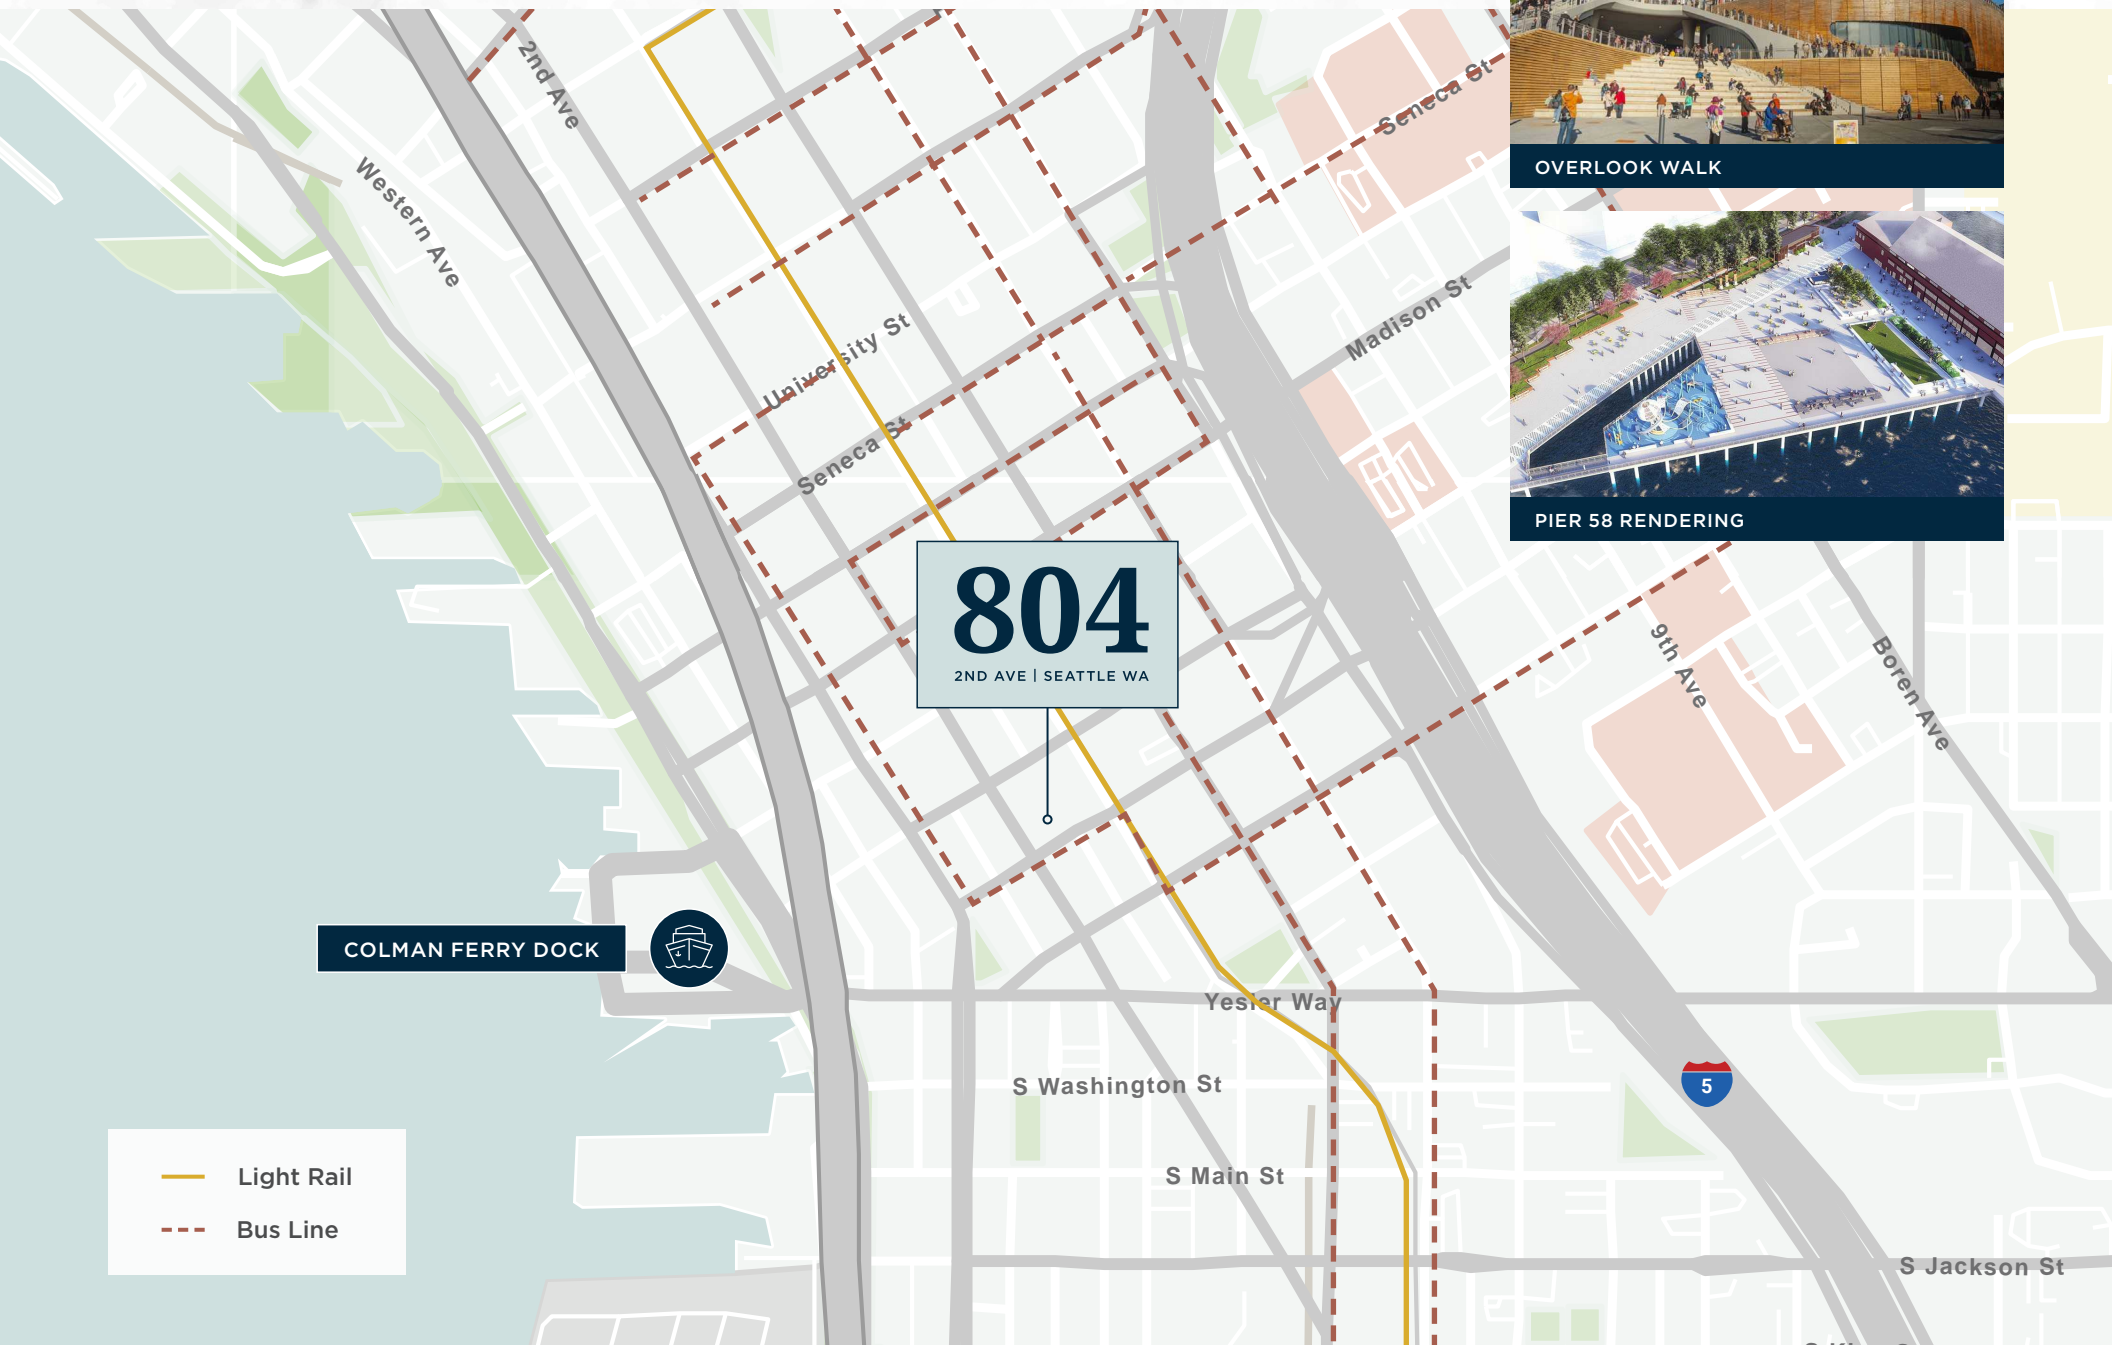 2nd Ave
Western Ave
Seneca St
OVERLOOK WALK
Madison St
University St
Seneca St
PIER 58 RENDERING
804
2ND AVE | SEATTLE WA
9th Ave
Boren Ave
COLMAN FERRY DOCK
Yesler Way
S Washington St
5
S Main St
Light Rail
Bus Line
S Jackson St